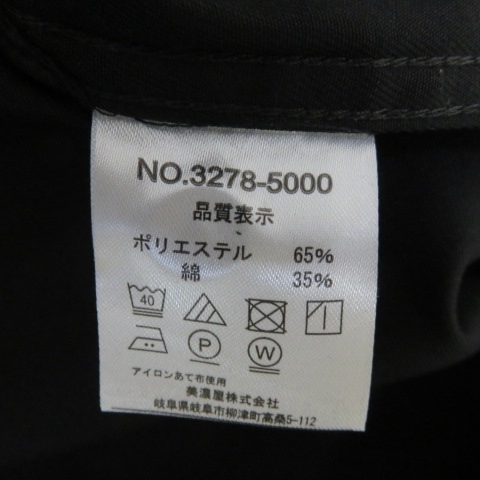 NO.3278-5000
品質表示
ポリエステル 65%
綿 35%
40
P W
アイロンあて布使用
美濃屋株式会社
岐阜県岐阜市柳津町高桑5-112